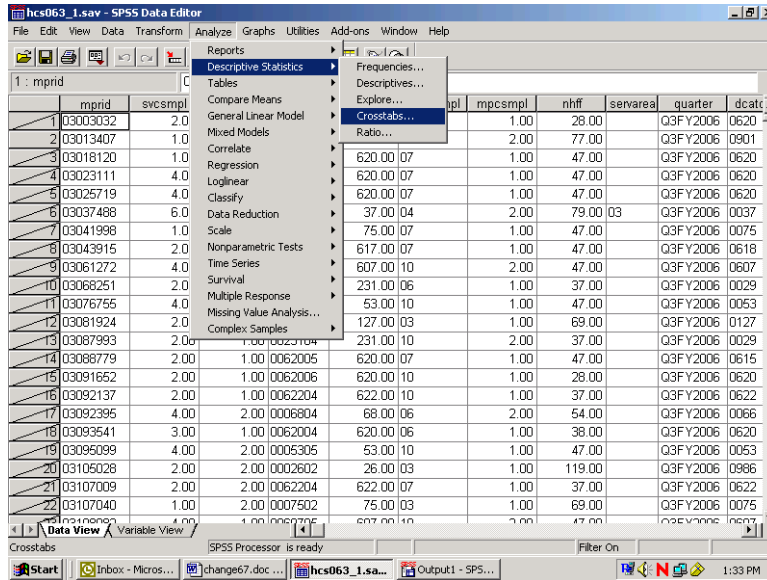 hcs063_1.sav - SPSS Data Editor
File Edit View Data Transform Analyze Graphs Utilities Add-ons Window Help
1 : mprid
Reports
Descriptive Statistics
Tables
Compare Means
General Linear Model
Mixed Models
Correlate
Regression
Loglinear
Classify
Data Reduction
Scale
Nonparametric Tests
Time Series
Survival
Multiple Response
Missing Value Analysis...
Complex Samples
Frequencies...
Descriptives...
Explore...
Crosstabs...
Ratio...
mprid svcsmpl mpcsmpl nhff servarea quarter dcatc
1 03003032 2.0 1.00 28.00 Q3FY2006 0620
2 03013407 1.0 2.00 77.00 Q3FY2006 0901
3 03018120 1.0 620.00 07 1.00 47.00 Q3FY2006 0620
4 03023111 4.0 620.00 07 1.00 47.00 Q3FY2006 0620
5 03025719 4.0 620.00 07 1.00 47.00 Q3FY2006 0620
6 03037488 6.0 37.00 04 2.00 79.00 03 Q3FY2006 0037
7 03041998 1.0 75.00 07 1.00 47.00 Q3FY2006 0075
8 03043915 2.0 617.00 07 1.00 47.00 Q3FY2006 0618
9 03061272 4.0 607.00 10 2.00 47.00 Q3FY2006 0607
10 03068251 2.0 231.00 06 1.00 37.00 Q3FY2006 0029
11 03076755 4.0 53.00 10 1.00 47.00 Q3FY2006 0053
12 03081924 2.0 127.00 03 1.00 69.00 Q3FY2006 0127
13 03087993 2.00 1.00 0023104 231.00 10 2.00 37.00 Q3FY2006 0029
14 03088779 2.00 1.00 0062005 620.00 07 1.00 47.00 Q3FY2006 0615
15 03091652 2.00 1.00 0062006 620.00 10 1.00 28.00 Q3FY2006 0620
16 03092137 2.00 1.00 0062204 622.00 10 1.00 37.00 Q3FY2006 0622
17 03092395 4.00 2.00 0006804 68.00 06 2.00 54.00 Q3FY2006 0066
18 03093541 3.00 1.00 0062004 620.00 06 1.00 38.00 Q3FY2006 0620
19 03095099 4.00 2.00 0005305 53.00 10 1.00 47.00 Q3FY2006 0053
20 03105028 2.00 2.00 0002602 26.00 03 1.00 119.00 Q3FY2006 0986
21 03107009 2.00 2.00 0062204 622.00 07 1.00 37.00 Q3FY2006 0622
22 03107040 1.00 2.00 0007502 75.00 03 1.00 69.00 Q3FY2006 0075
Data View Variable View
Crosstabs SPSS Processor is ready Filter On
Start Inbox - Micros... change67.doc ... hcs063_1.sa... Output1 - SPS... 1:33 PM